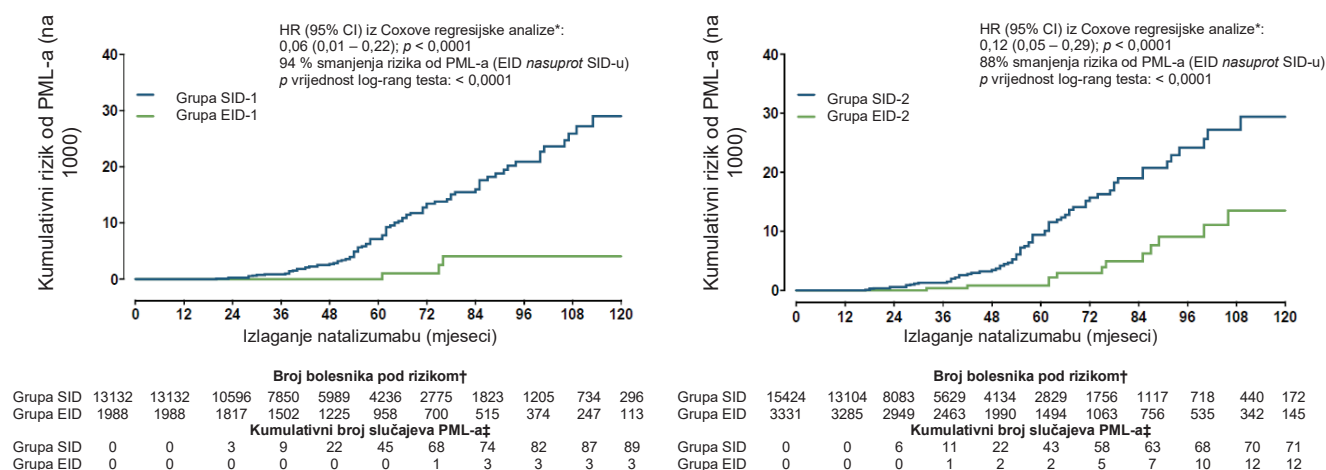 HR (95% CI) iz Coxove regresijske analize*:
0,06 (0,01 – 0,22); p < 0,0001
94 % smanjenja rizika od PML-a (EID nasuprot SID-u)
p vrijednost log-rang testa: < 0,0001
Kumulativni rizik od PML-a (na
1000)
40
30
20
10
0
Grupa SID-1
Grupa EID-1
0 12 24 36 48 60 72 84 96 108 120
Izlaganje natalizumabu (mjeseci)
Broj bolesnika pod rizikom†
Grupa SID 13132 13132 10596 7850 5989 4236 2775 1823 1205 734 296
Grupa EID 1988 1988 1817 1502 1225 958 700 515 374 247 113
Kumulativni broj slučajeva PML-a‡
Grupa SID 0 0 3 9 22 45 68 74 82 87 89
Grupa EID 0 0 0 0 0 0 1 3 3 3 3
HR (95% CI) iz Coxove regresijske analize*:
0,12 (0,05 – 0,29); p < 0,0001
88% smanjenja rizika od PML-a (EID nasuprot SID-u)
p vrijednost log-rang testa: < 0,0001
Kumulativni rizik od PML-a (na
1000)
40
30
20
10
0
Grupa SID-2
Grupa EID-2
0 12 24 36 48 60 72 84 96 108 120
Izlaganje natalizumabu (mjeseci)
Broj bolesnika pod rizikom†
Grupa SID 15424 13104 8083 5629 4134 2829 1756 1117 718 440 172
Grupa EID 3331 3285 2949 2463 1990 1494 1063 756 535 342 145
Kumulativni broj slučajeva PML-a‡
Grupa SID 0 0 6 11 22 43 58 63 68 70 71
Grupa EID 0 0 0 1 2 2 5 7 10 12 12